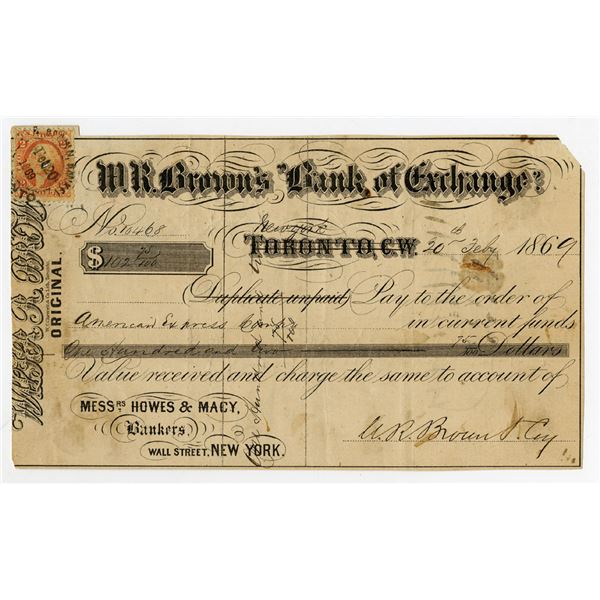 W.R. Brown's "Bank of Exchange"
No. 10468
New York
TORONTO, C.W. 20th Feby 1869
$ 102 75/100
ORIGINAL.
(Duplicate unpaid) Pay to the order of
American Express Comp'y in current funds
One Hundred and two 75/100 Dollars
Value received and charge the same to account of
MESSRS HOWES & MACY,
Bankers,
WALL STREET, NEW YORK.
W. R. Brown & Coy